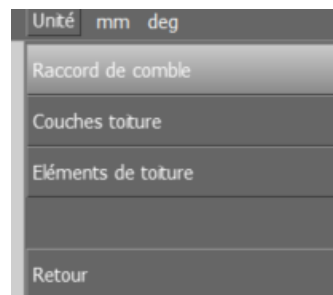 Unité mm deg
Raccord de comble
Couches toiture
Eléments de toiture
Retour